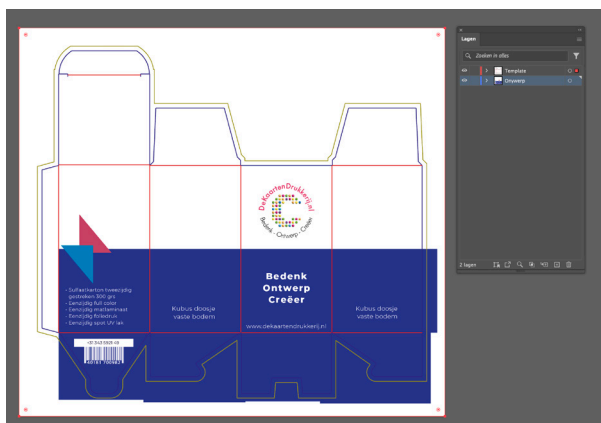 Lagen
Zoeken in alles
Template
Ontwerp
DeKaartenDrukkerij.nl
Bedenk - Ontwerp - Creëer
Bedenk
Ontwerp
Creëer
- Sulfaatkarton tweezijdig
gestreken 300 grs
- Eenzijdig full color
- Eenzijdig matlaminaat
- Eenzijdig foliedruk
- Eenzijdig spot UV lak
Kubus doosje
vaste bodem
www.dekaartendrukkerij.nl
Kubus doosje
vaste bodem
2 lagen